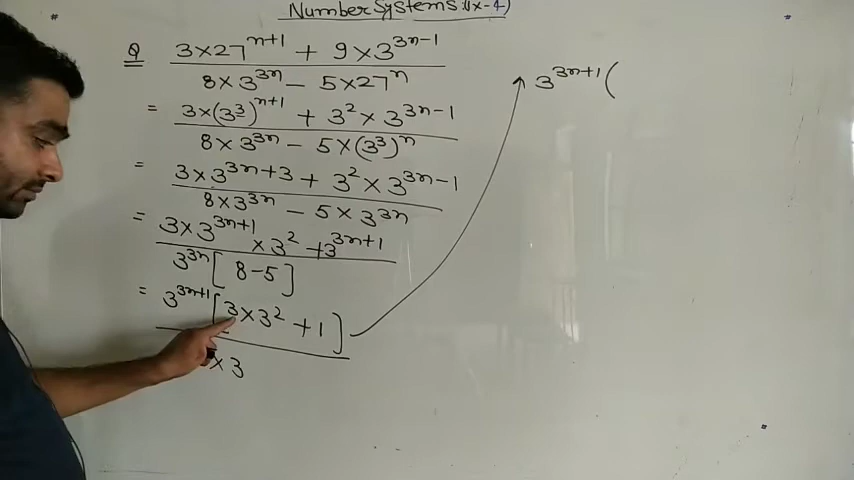 Number Systems (Ix-4)
Q 3×27^{n+1} + 9×3^{3n-1}
8×3^{3n} - 5×27^n
= 3×(3^3)^{n+1} + 3^2×3^{3n-1}
8×3^{3n} - 5×(3^3)^n
= 3×3^{3n+3} + 3^2×3^{3n-1}
8×3^{3n} - 5×3^{3n}
= 3×3^{3n+1} ×3^2 +3^{3n+1}
3^{3n}[8-5]
= 3^{3n+1}[3×3^2 +1]
×3
3^{3n+1}(